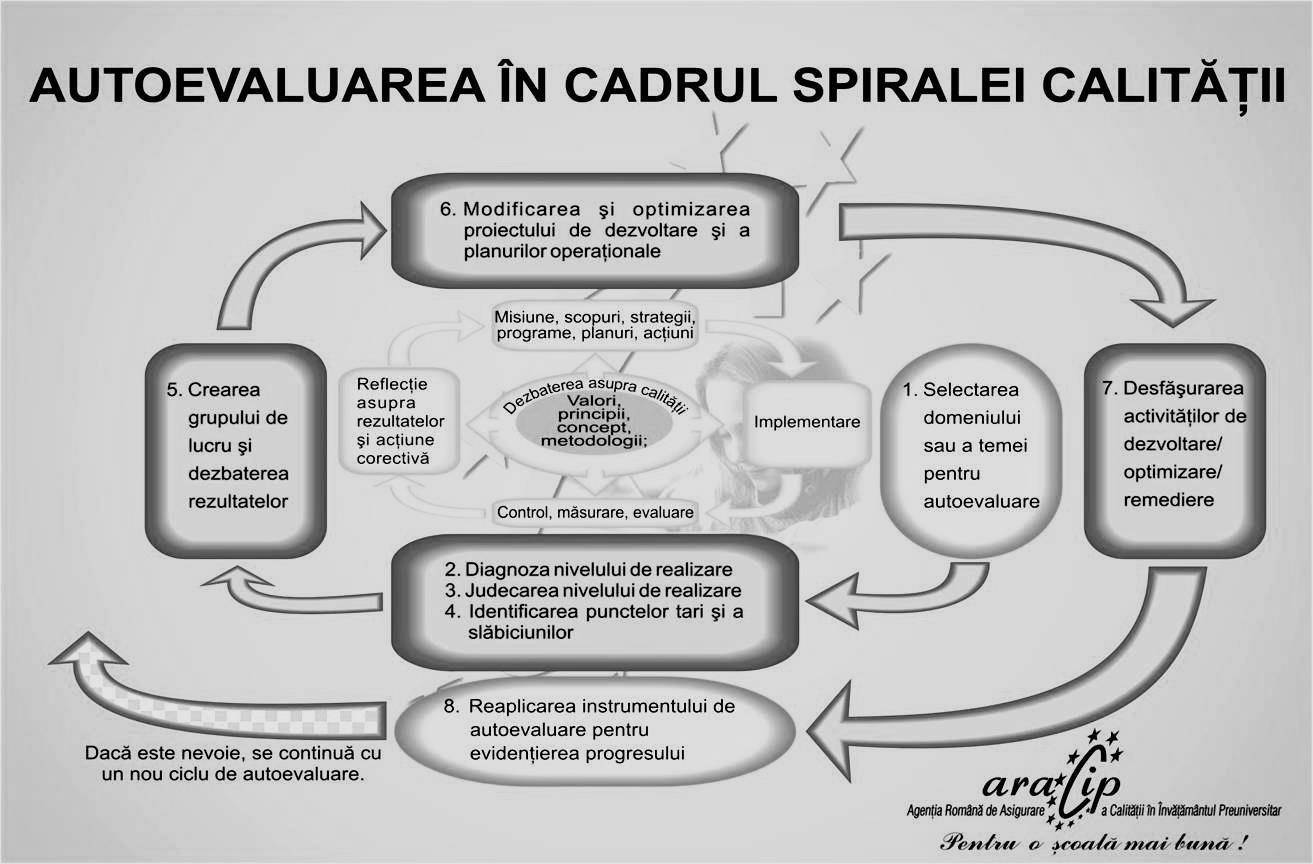 AUTOEVALUAREA ÎN CADRUL SPIRALEI CALITĂȚII
6. Modificarea şi optimizarea
proiectului de dezvoltare şi a
planurilor operaționale
Misiune, scopuri, strategii,
programe, planuri, acțiuni
5. Crearea
grupului de
lucru şi
dezbaterea
rezultatelor
Reflecție
asupra
rezultatelor
şi acțiune
corectivă
Dezbaterea asupra calității
Valori,
principii,
concept,
metodologii;
Implementare
Control, măsurare, evaluare
1. Selectarea
domeniului
sau a temei
pentru
autoevaluare
7. Desfăşurarea
activităților de
dezvoltare/
optimizare/
remediere
2. Diagnoza nivelului de realizare
3. Judecarea nivelului de realizare
4. Identificarea punctelor tari şi a
slăbiciunilor
8. Reaplicarea instrumentului de
autoevaluare pentru
evidențierea progresului
Dacă este nevoie, se continuă cu
un nou ciclu de autoevaluare.
aracip
Agenția Română de Asigurare a Calității în Învățământul Preuniversitar
Pentru o școală mai bună !